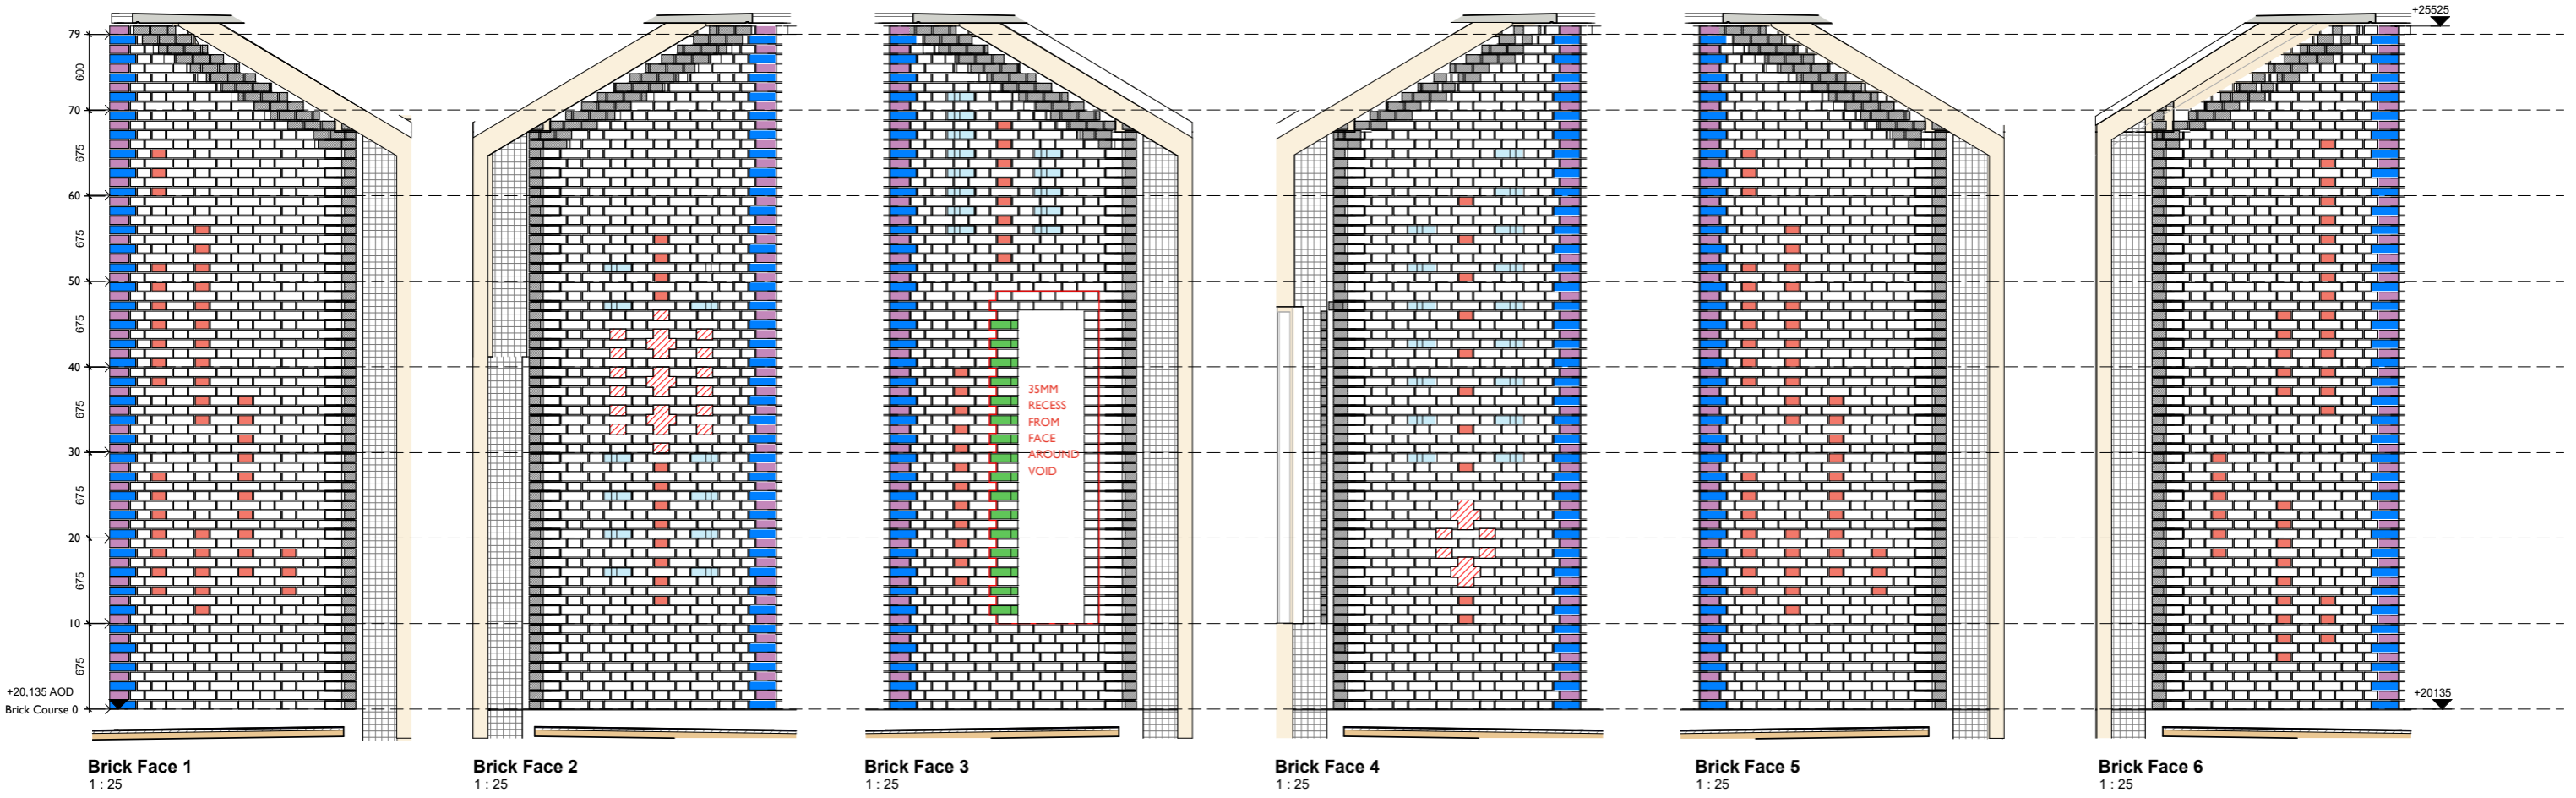 79
600
70
675
60
675
50
675
40
675
30
675
20
675
10
675
+20,135 AOD
Brick Course 0
35MM
RECESS
FROM
FACE
AROUND
VOID
+25525
+20135
Brick Face 1
1 : 25
Brick Face 2
1 : 25
Brick Face 3
1 : 25
Brick Face 4
1 : 25
Brick Face 5
1 : 25
Brick Face 6
1 : 25